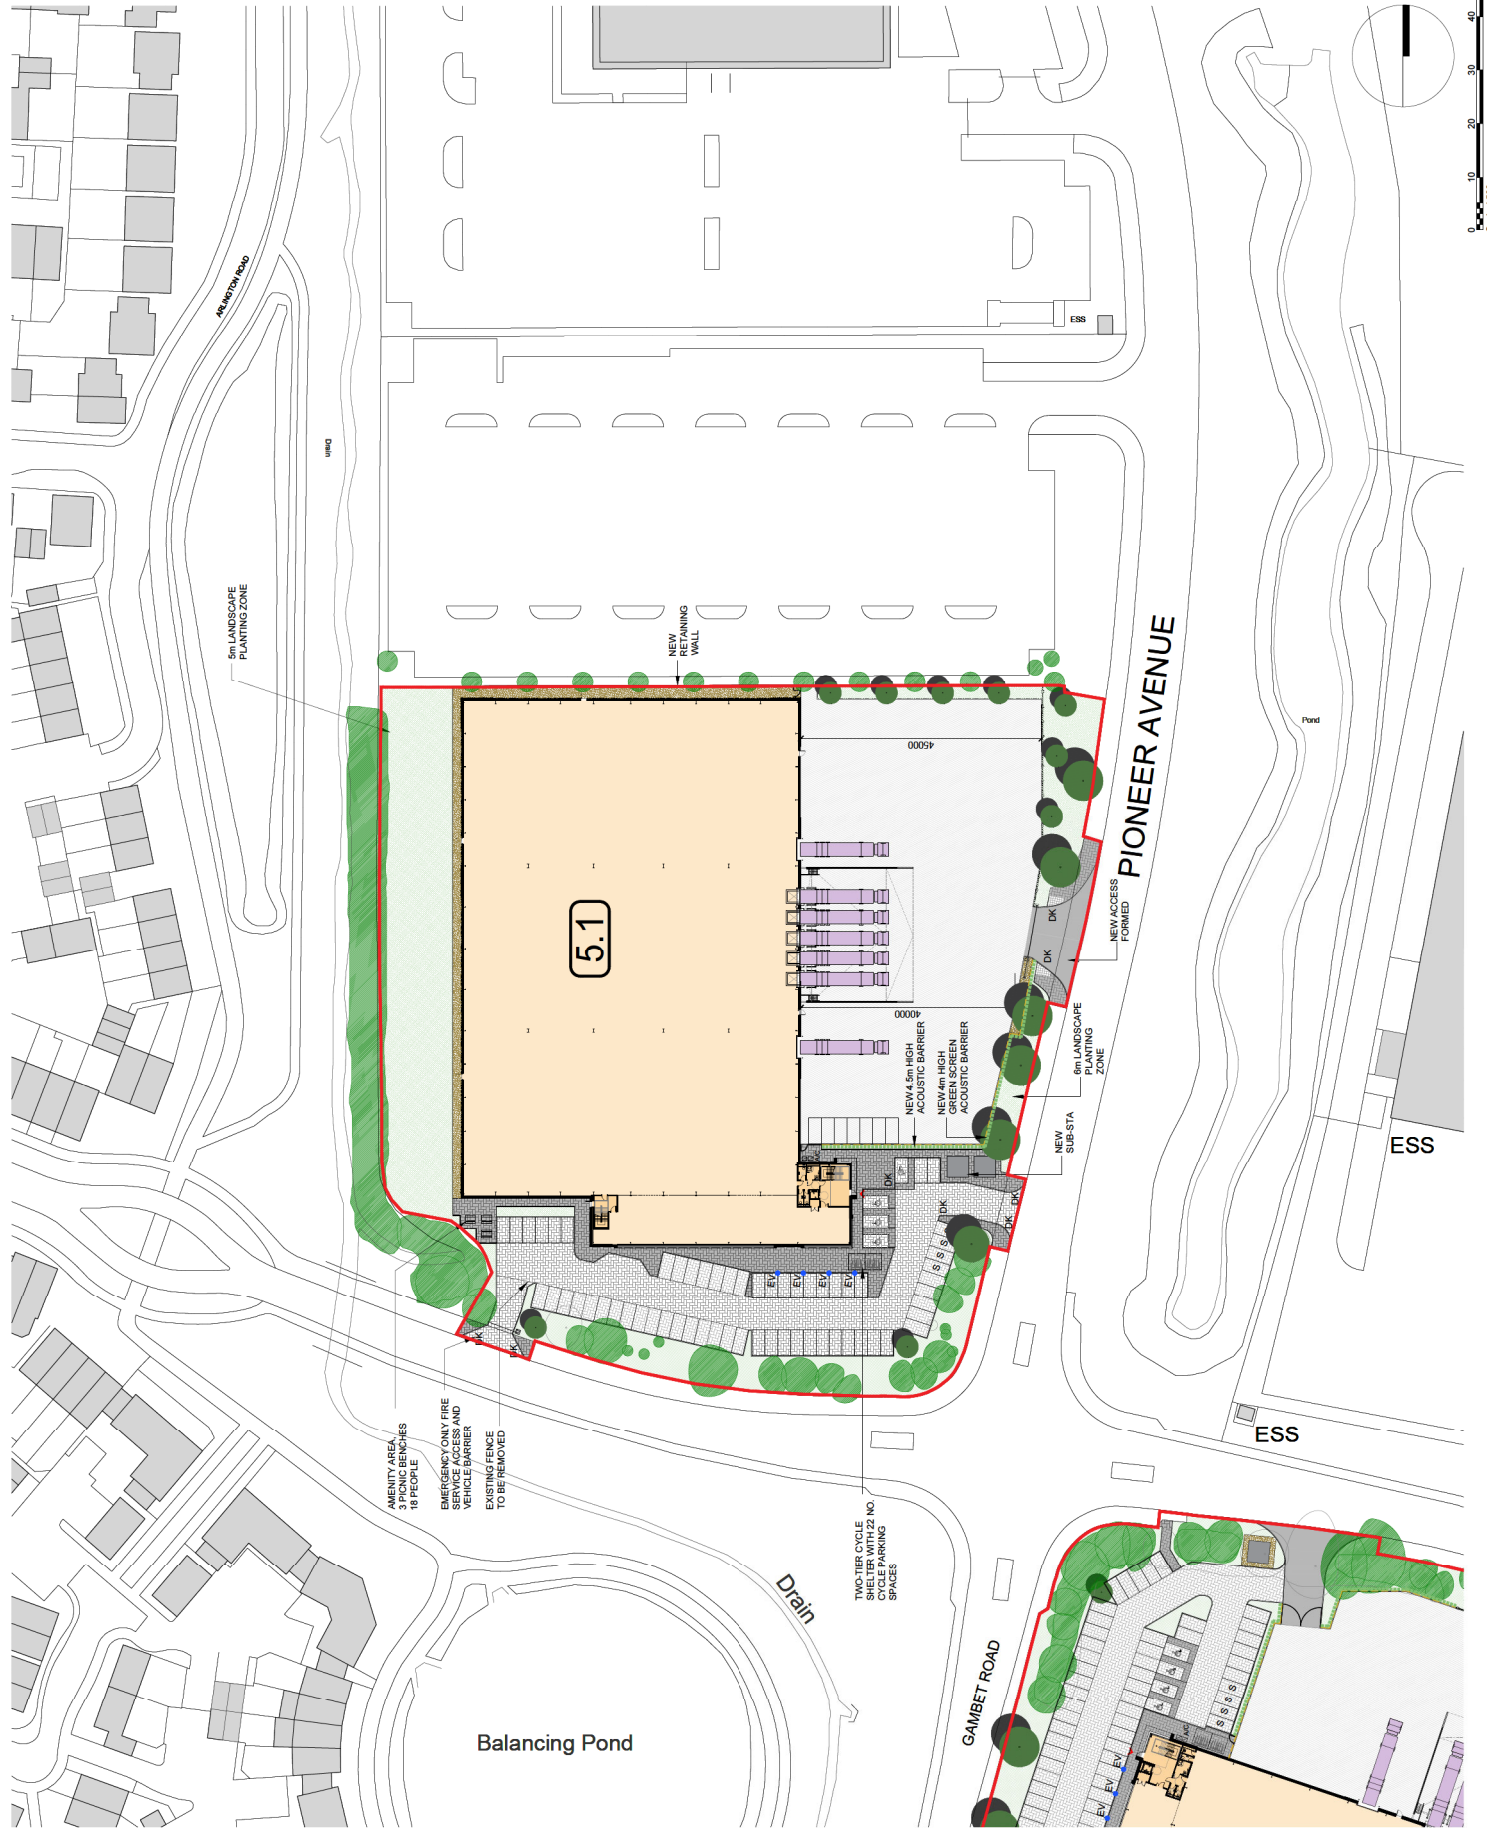 40
30
20
10
0
ARLINGTON ROAD
ESS
Drain
5m LANDSCAPE
PLANTING ZONE
NEW
RETAINING
WALL
PIONEER AVENUE
Pond
45000
5.1
DK
DK
NEW ACCESS
FORMED
40000
NEW 4.5m HIGH
ACOUSTIC BARRIER
NEW 4m HIGH
GREEN SCREEN
ACOUSTIC BARRIER
6m LANDSCAPE
PLANTING
ZONE
NEW
SUB-STA
ESS
DK
DK
DK
DK
S S S
EV
EV
EV
EV
DK
DK
AMENITY AREA,
3 PICNIC BENCHES
18 PEOPLE
EMERGENCY ONLY FIRE
SERVICE ACCESS AND
VEHICLE BARRIER
EXISTING FENCE
TO BE REMOVED
ESS
TWO-TIER CYCLE
SHELTER WITH 22 NO.
CYCLE PARKING
SPACES
Drain
GAMBET ROAD
Balancing Pond
S S S
A/C
EV
EV
EV